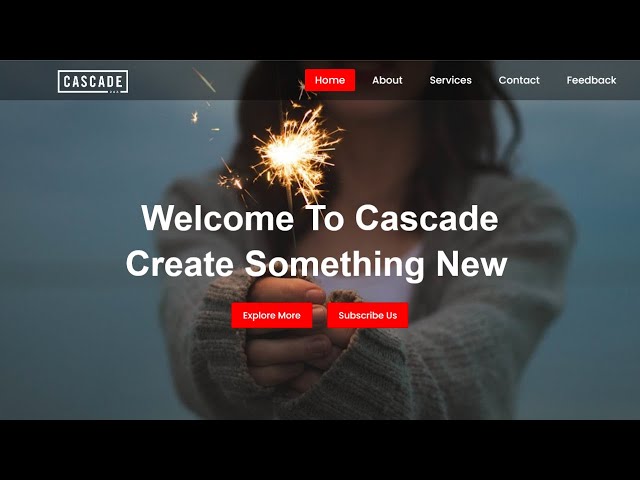 CASCADE
Home About Services Contact Feedback
Welcome To Cascade
Create Something New
Explore More Subscribe Us